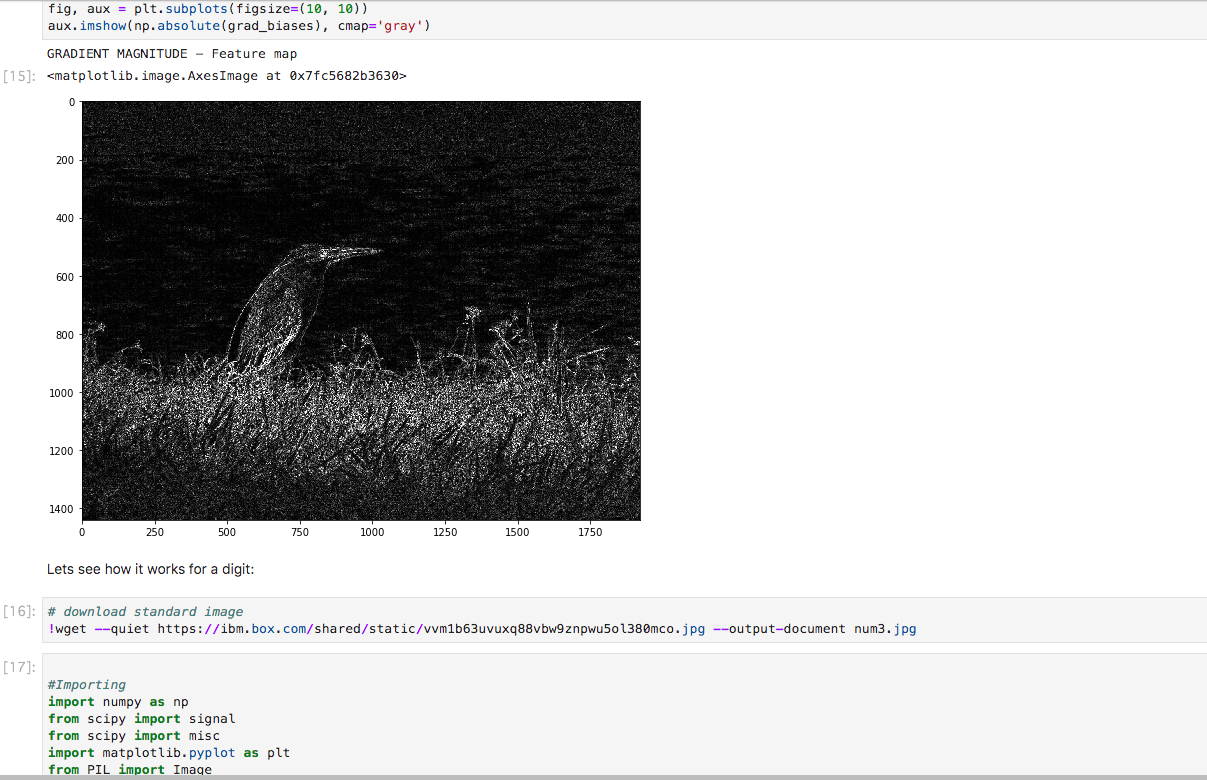 fig, aux = plt.subplots(figsize=(10, 10))
aux.imshow(np.absolute(grad_biases), cmap='gray')
GRADIENT MAGNITUDE – Feature map
[15]: <matplotlib.image.AxesImage at 0x7fc5682b3630>
0
200
400
600
800
1000
1200
1400
0 250 500 750 1000 1250 1500 1750
Lets see how it works for a digit:
[16]: # download standard image
!wget --quiet https://ibm.box.com/shared/static/vvm1b63uvuxq88vbw9znpwu5ol380mco.jpg --output-document num3.jpg
[17]:
#Importing
import numpy as np
from scipy import signal
from scipy import misc
import matplotlib.pyplot as plt
from PIL import Image